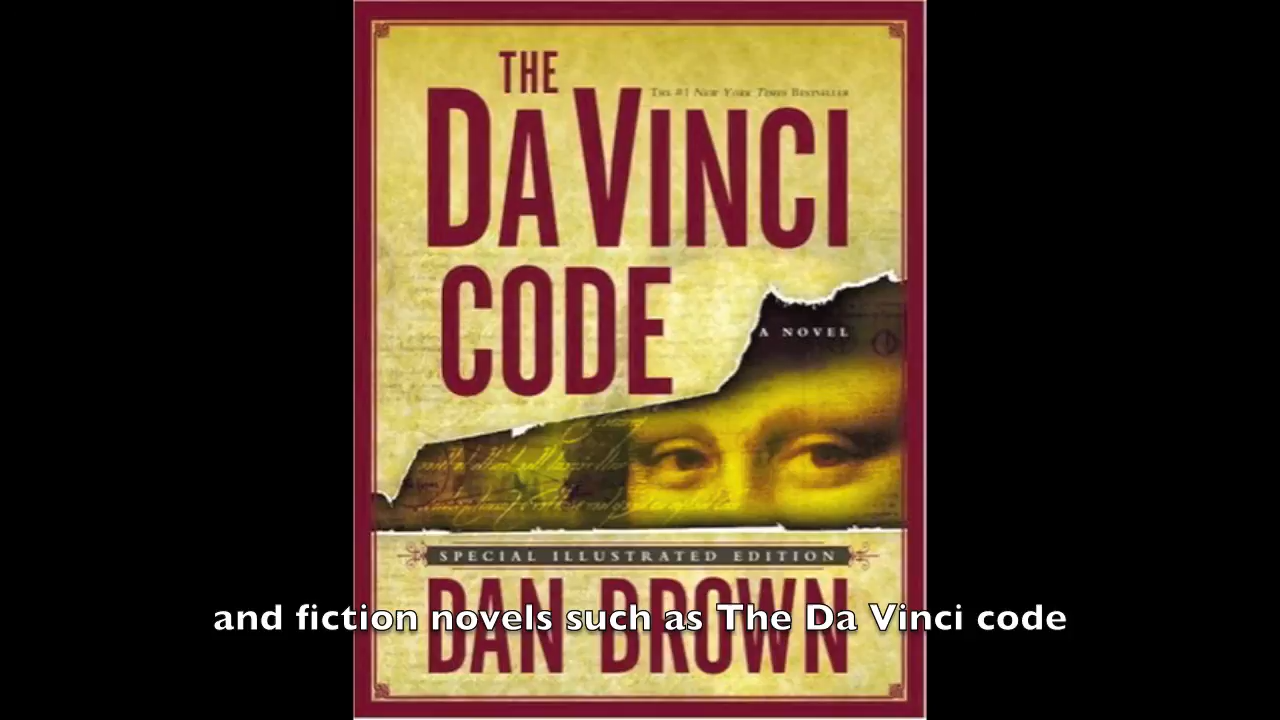 THE
THE #1 NEW YORK TIMES BESTSELLER
DA VINCI
CODE
A NOVEL
SPECIAL ILLUSTRATED EDITION
DAN BROWN
and fiction novels such as The Da Vinci code